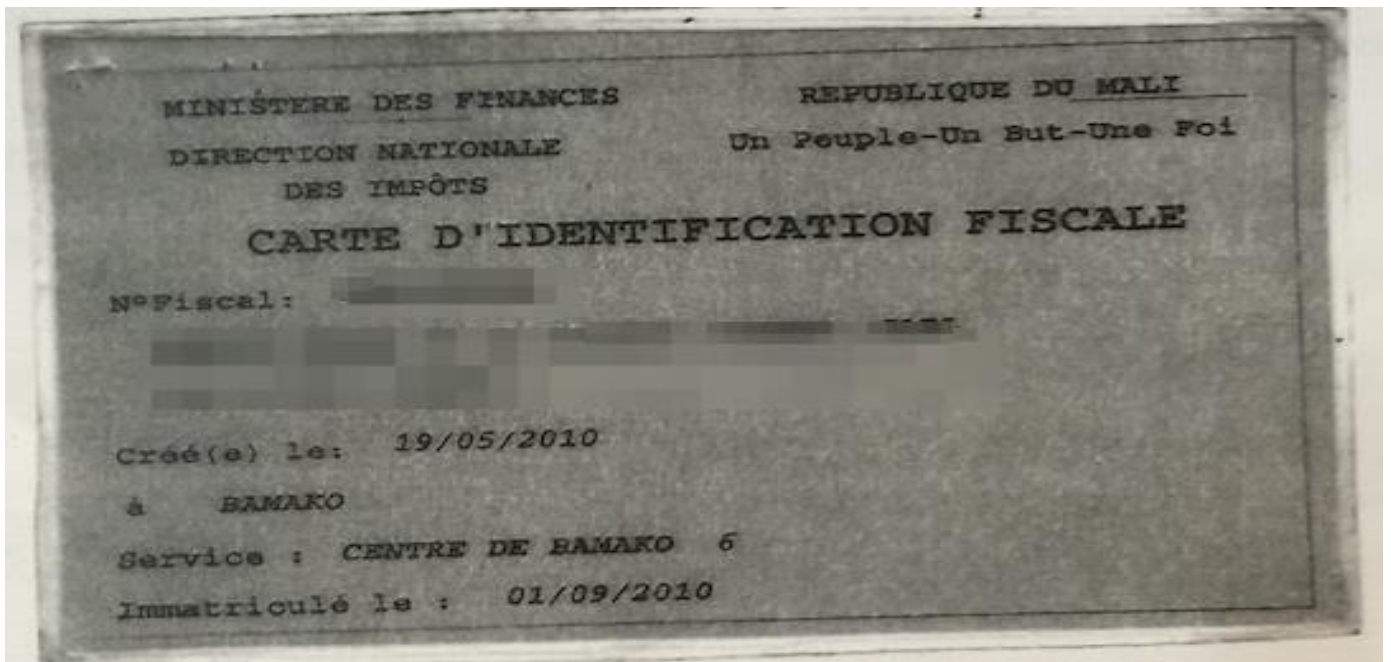 MINISTERE DES FINANCES
REPUBLIQUE DU MALI
DIRECTION NATIONALE
Un Peuple-Un But-Une Foi
DES IMPÔTS
CARTE D'IDENTIFICATION FISCALE
N°Fiscal:
Créé(e) le: 19/05/2010
à BAMAKO
Service : CENTRE DE BAMAKO 6
Immatriculé le : 01/09/2010